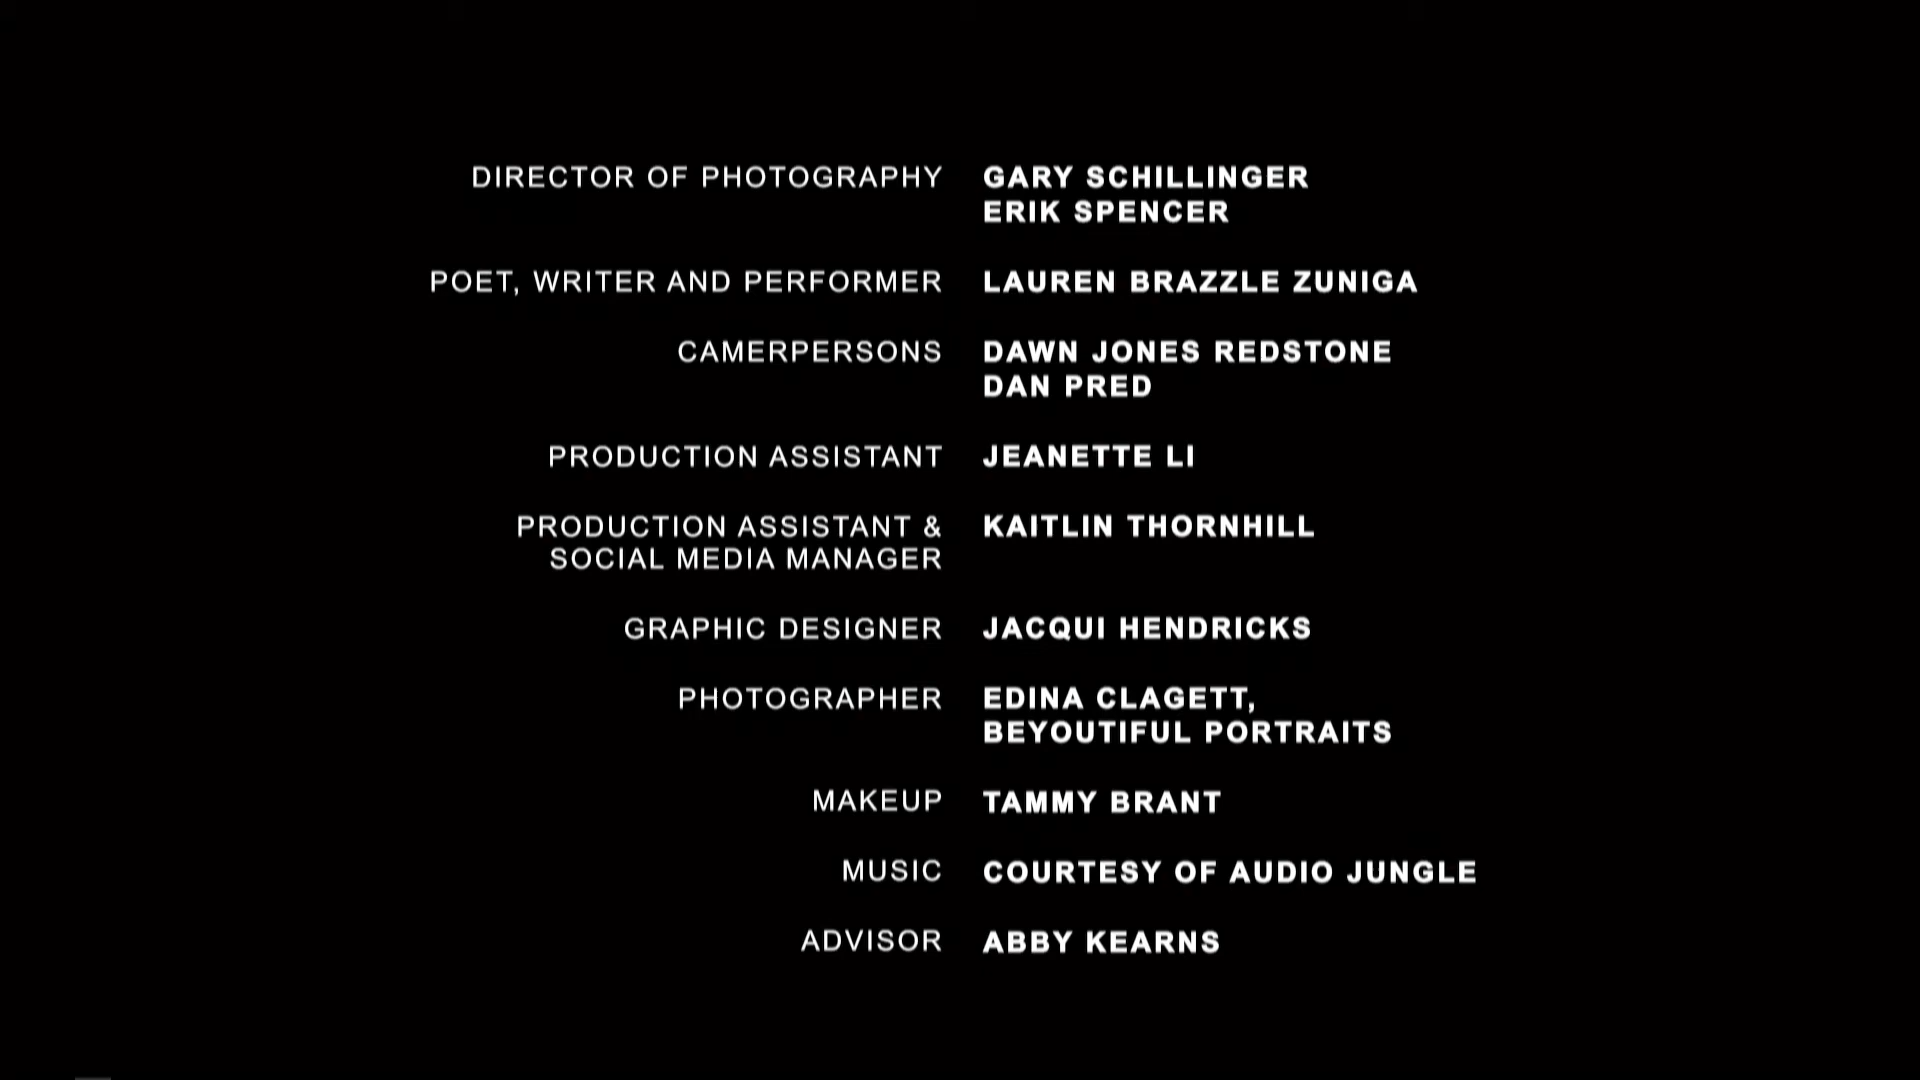 DIRECTOR OF PHOTOGRAPHY GARY SCHILLINGER
ERIK SPENCER
POET, WRITER AND PERFORMER LAUREN BRAZZLE ZUNIGA
CAMERPERSONS DAWN JONES REDSTONE
DAN PRED
PRODUCTION ASSISTANT JEANETTE LI
PRODUCTION ASSISTANT & KAITLIN THORNHILL
SOCIAL MEDIA MANAGER
GRAPHIC DESIGNER JACQUI HENDRICKS
PHOTOGRAPHER EDINA CLAGETT,
BEYOUTIFUL PORTRAITS
MAKEUP TAMMY BRANT
MUSIC COURTESY OF AUDIO JUNGLE
ADVISOR ABBY KEARNS